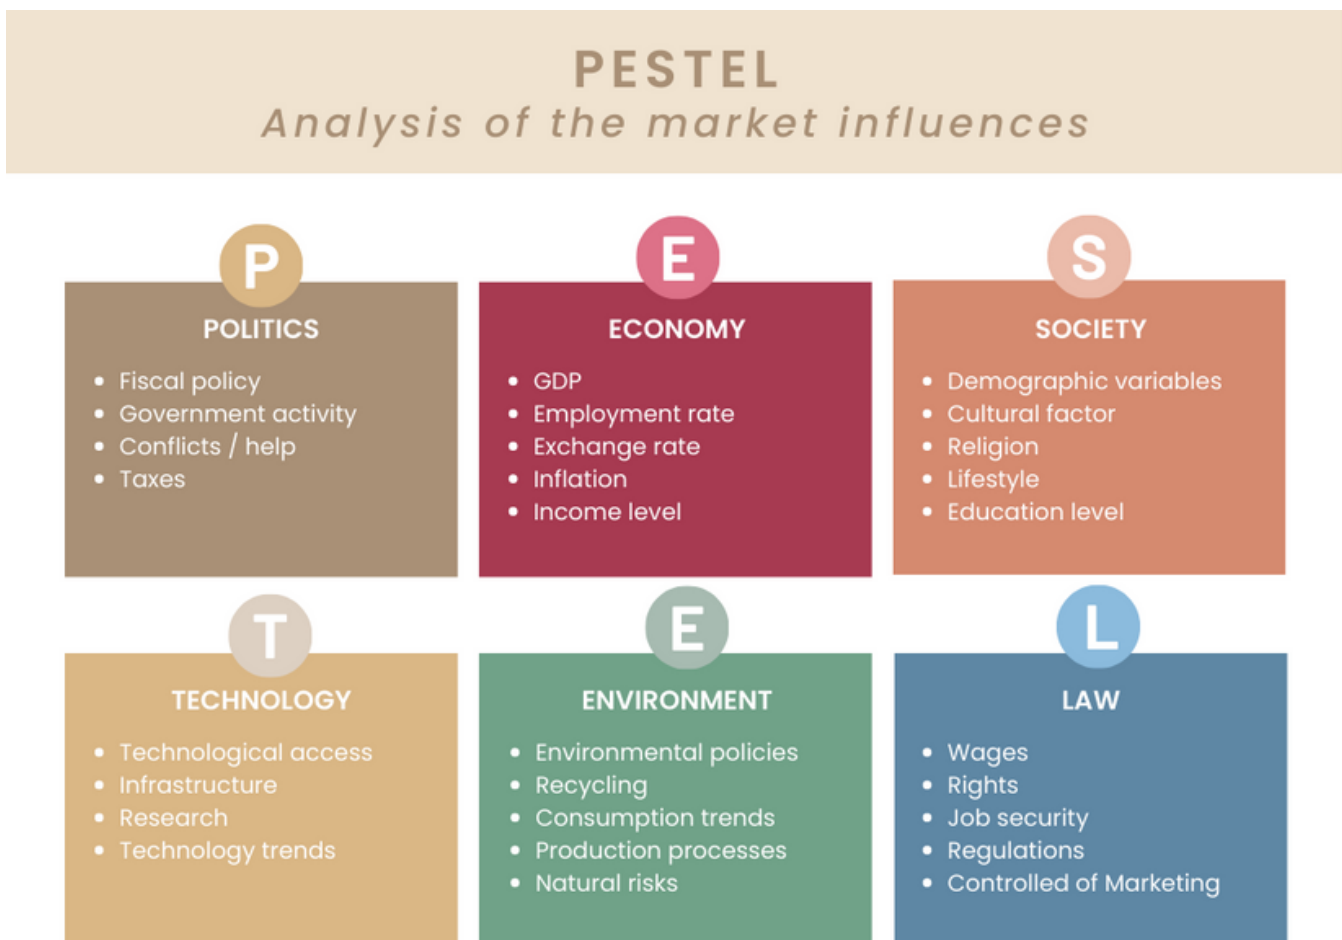 PESTEL
Analysis of the market influences
P
POLITICS
• Fiscal policy
• Government activity
• Conflicts / help
• Taxes
E
ECONOMY
• GDP
• Employment rate
• Exchange rate
• Inflation
• Income level
S
SOCIETY
• Demographic variables
• Cultural factor
• Religion
• Lifestyle
• Education level
T
TECHNOLOGY
• Technological access
• Infrastructure
• Research
• Technology trends
E
ENVIRONMENT
• Environmental policies
• Recycling
• Consumption trends
• Production processes
• Natural risks
L
LAW
• Wages
• Rights
• Job security
• Regulations
• Controlled of Marketing